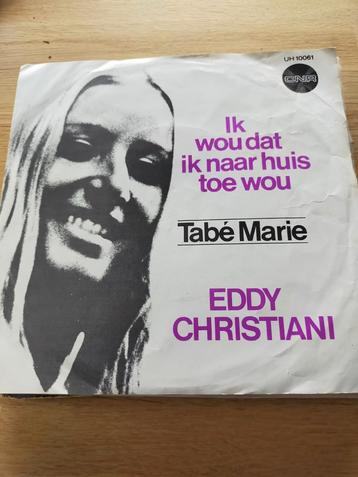 UH 10061
CNR
Ik
wou dat
ik naar huis
toe wou
Tabé Marie
EDDY
CHRISTIANI